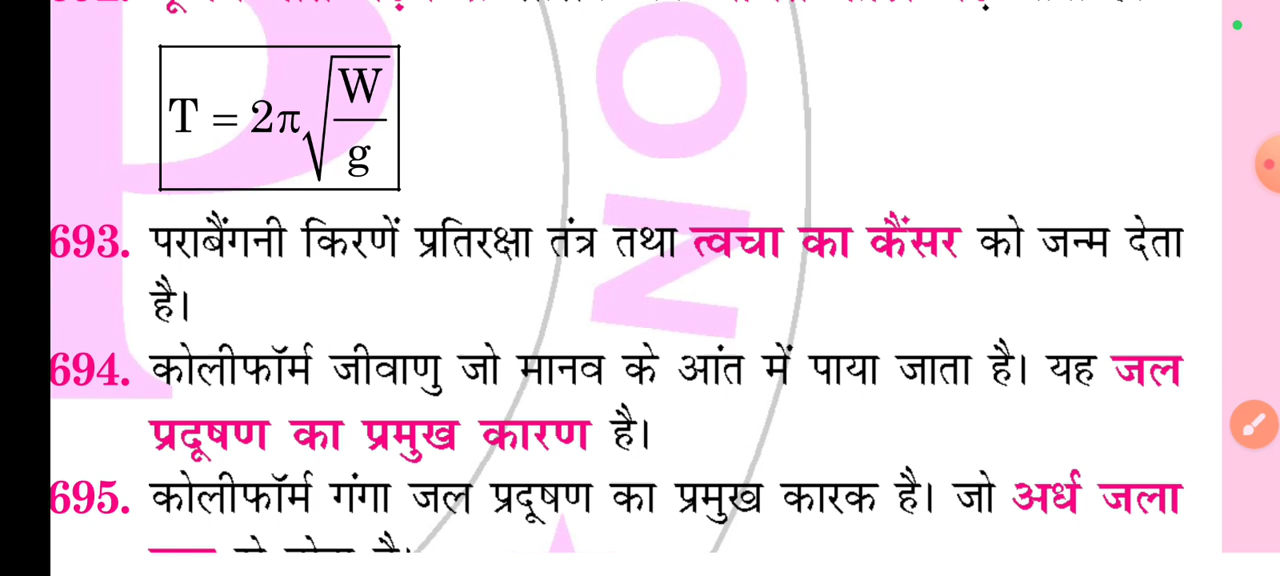 T = 2π√(W/g)
NO
693. पराबैंगनी किरणें प्रतिरक्षा तंत्र तथा त्वचा का कैंसर को जन्म देता
है।
694. कोलीफॉर्म जीवाणु जो मानव के आंत में पाया जाता है। यह जल
प्रदूषण का प्रमुख कारण है।
695. कोलीफॉर्म गंगा जल प्रदूषण का प्रमुख कारक है। जो अर्ध जला